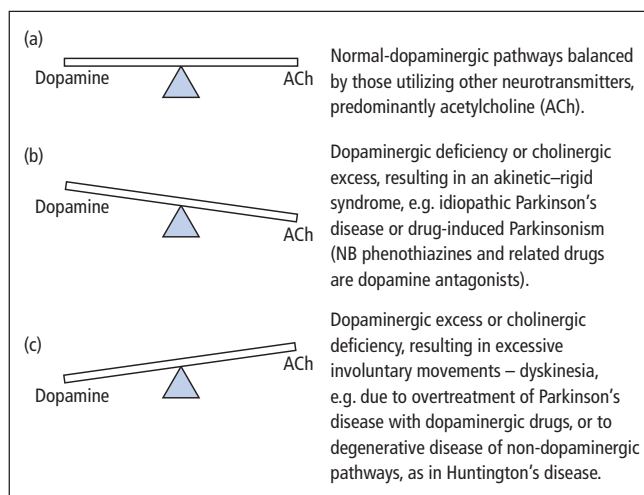 (a)
Dopamine
ACh
Normal-dopaminergic pathways balanced
by those utilizing other neurotransmitters,
predominantly acetylcholine (ACh).
(b)
Dopamine
ACh
Dopaminergic deficiency or cholinergic
excess, resulting in an akinetic–rigid
syndrome, e.g. idiopathic Parkinson’s
disease or drug-induced Parkinsonism
(NB phenothiazines and related drugs
are dopamine antagonists).
(c)
Dopamine
ACh
Dopaminergic excess or cholinergic
deficiency, resulting in excessive
involuntary movements – dyskinesia,
e.g. due to overtreatment of Parkinson’s
disease with dopaminergic drugs, or to
degenerative disease of non-dopaminergic
pathways, as in Huntington’s disease.